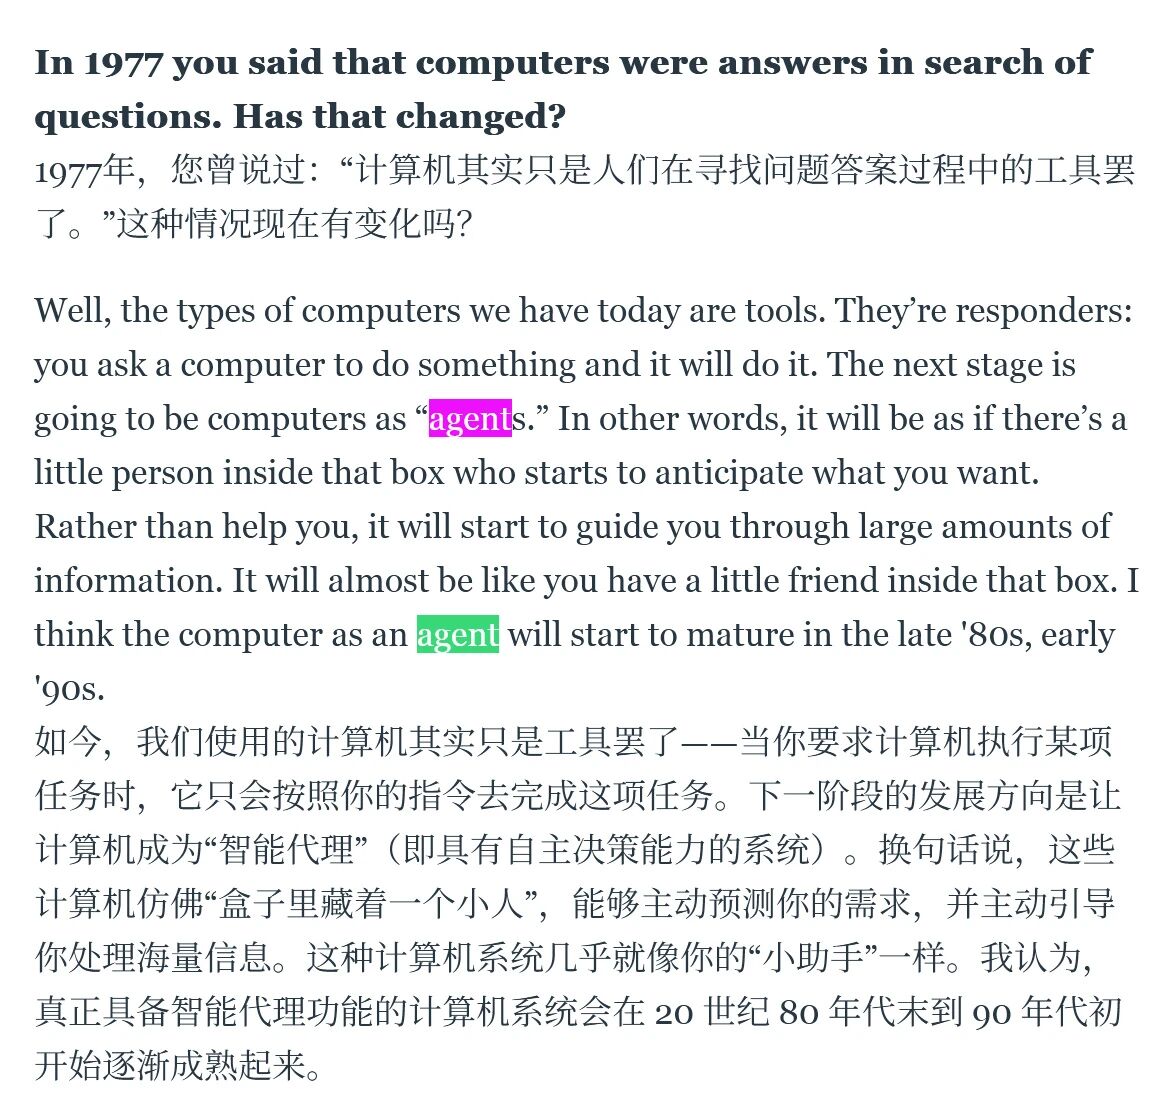 In 1977 you said that computers were answers in search of
questions. Has that changed?
1977年，您曾说过：“计算机其实只是人们在寻找问题答案过程中的工具罢
了。”这种情况现在有变化吗？
Well, the types of computers we have today are tools. They’re responders:
you ask a computer to do something and it will do it. The next stage is
going to be computers as “agents.” In other words, it will be as if there’s a
little person inside that box who starts to anticipate what you want.
Rather than help you, it will start to guide you through large amounts of
information. It will almost be like you have a little friend inside that box. I
think the computer as an agent will start to mature in the late '80s, early
'90s.
如今，我们使用的计算机其实只是工具罢了——当你要求计算机执行某项
任务时，它只会按照你的指令去完成这项任务。下一阶段的发展方向是让
计算机成为“智能代理”（即具有自主决策能力的系统）。换句话说，这些
计算机仿佛“盒子里藏着一个小人”，能够主动预测你的需求，并主动引导
你处理海量信息。这种计算机系统几乎就像你的“小助手”一样。我认为，
真正具备智能代理功能的计算机系统会在 20 世纪 80 年代末到 90 年代初
开始逐渐成熟起来。